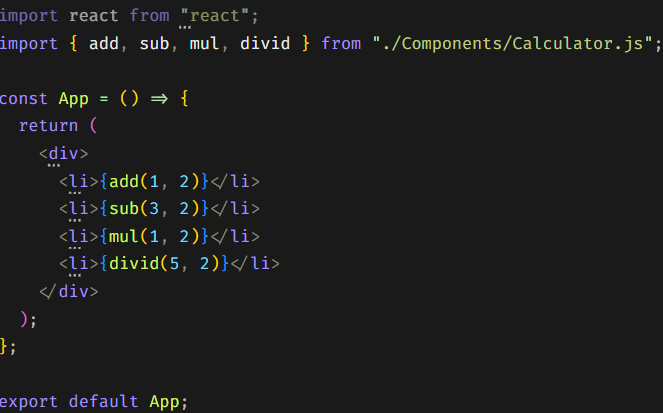 import react from "react";
import { add, sub, mul, divid } from "./Components/Calculator.js";
const App = () => {
return (
<div>
<li>{add(1, 2)}</li>
<li>{sub(3, 2)}</li>
<li>{mul(1, 2)}</li>
<li>{divid(5, 2)}</li>
</div>
);
};
export default App;